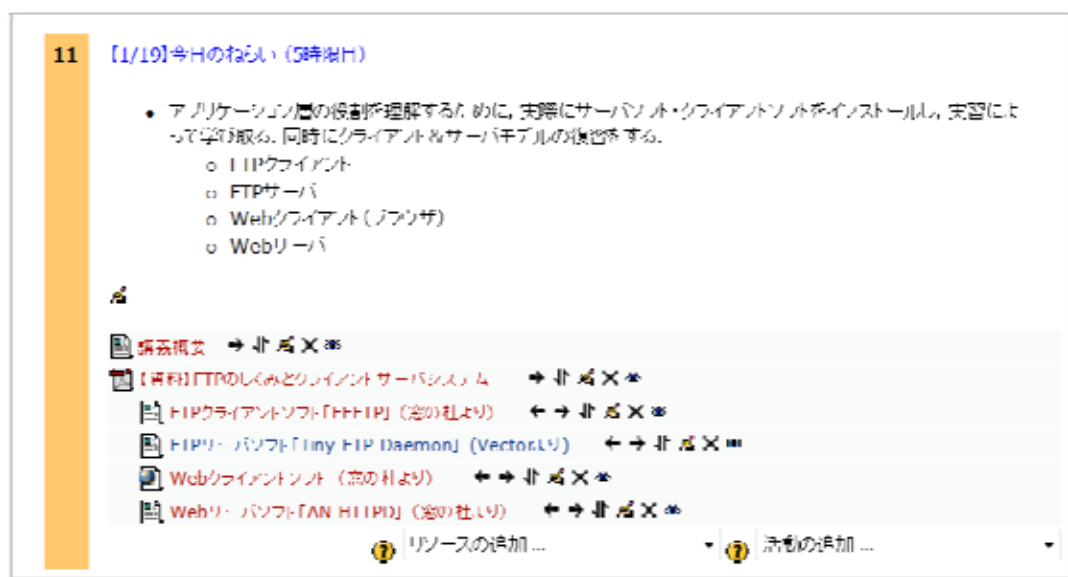 11 【1/19】今日のねらい（5時限目）
• アプリケーション層の役割を理解するために, 実際にサーバソフト・クライアントソフトをインストールし, 実習によ
って学び取る. 同時にクライアント＆サーバモデルの復習をする.
○ FTPクライアント
○ FTPサーバ
○ Webクライアント(ブラウザ)
○ Webサーバ
講義概要
【資料】FTPのしくみとクライアントサーバシステム
FTPクライアントソフト「FFFTP」（窓の杜より）
FTPサーバソフト「Tiny FTP Daemon」（Vectorより）
Webクライアントソフト（窓の杜より）
Webサーバソフト「AN HTTPD」（窓の杜より）
リソースの追加 ... 活動の追加 ...